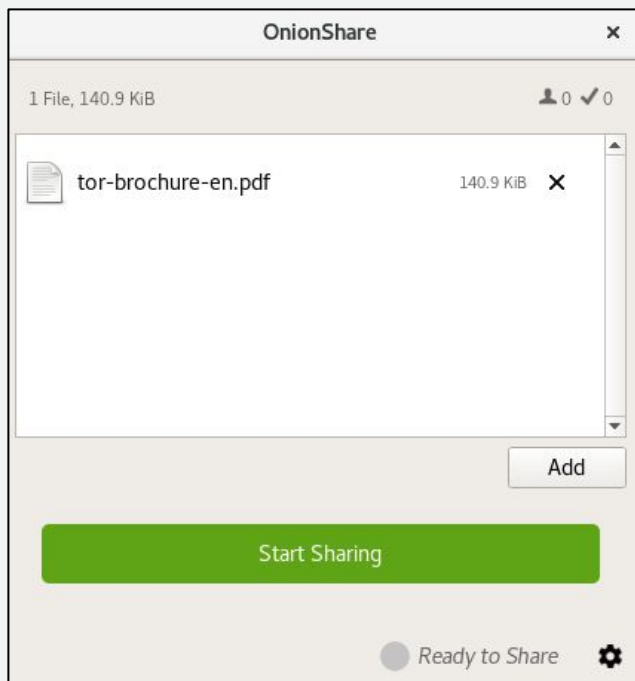 OnionShare
1 File, 140.9 KiB 0 0
tor-brochure-en.pdf 140.9 KiB
Add
Start Sharing
Ready to Share